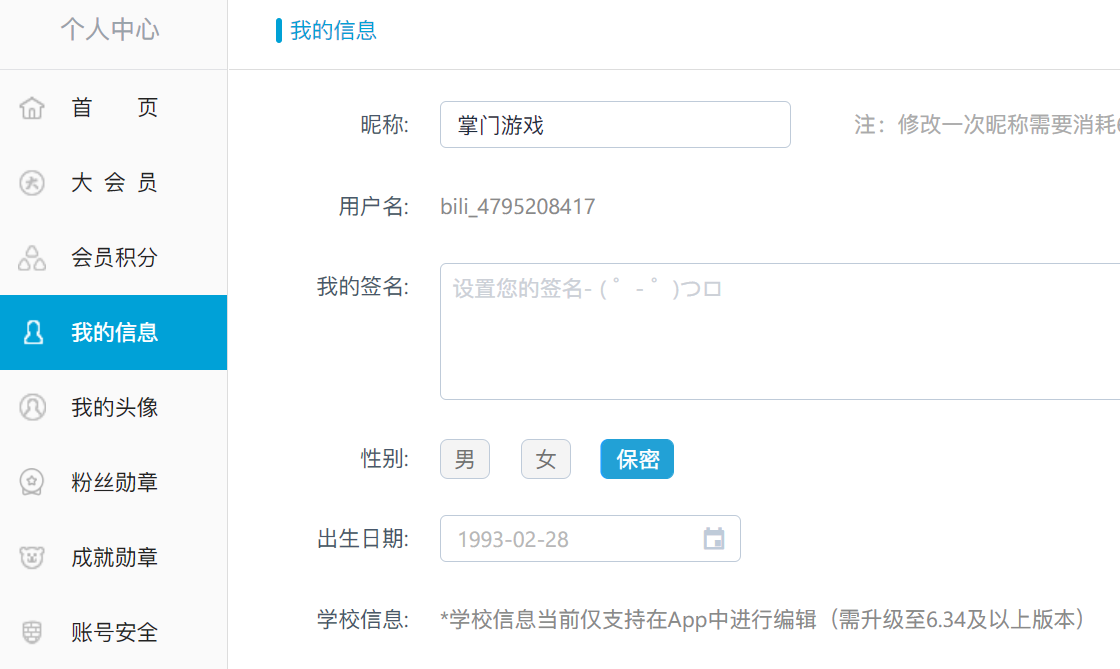 个人中心
首 页
大 会 员
会员积分
我的信息
我的头像
粉丝勋章
成就勋章
账号安全
我的信息
昵称: 掌门游戏 注：修改一次昵称需要消耗
用户名: bili_4795208417
我的签名: 设置您的签名- ( ゜- ゜)つロ
性别: 男 女 保密
出生日期: 1993-02-28
学校信息: *学校信息当前仅支持在App中进行编辑（需升级至6.34及以上版本）